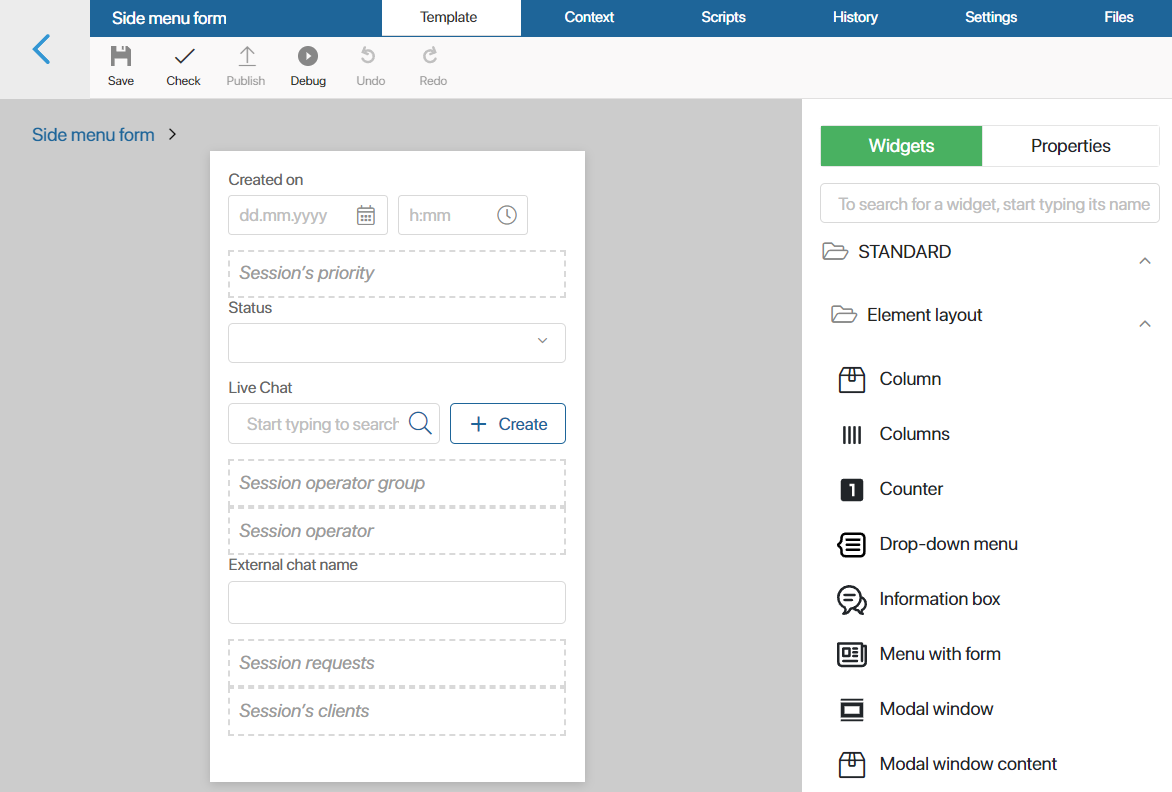 Side menu form
Template
Context
Scripts
History
Settings
Files
Save
Check
Publish
Debug
Undo
Redo
Side menu form
Created on
dd.mm.yyyy
h:mm
Session's priority
Status
Live Chat
Start typing to search
+ Create
Session operator group
Session operator
External chat name
Session requests
Session's clients
Widgets
Properties
To search for a widget, start typing its name
STANDARD
Element layout
Column
Columns
1
Counter
Drop-down menu
Information box
Menu with form
Modal window
Modal window content